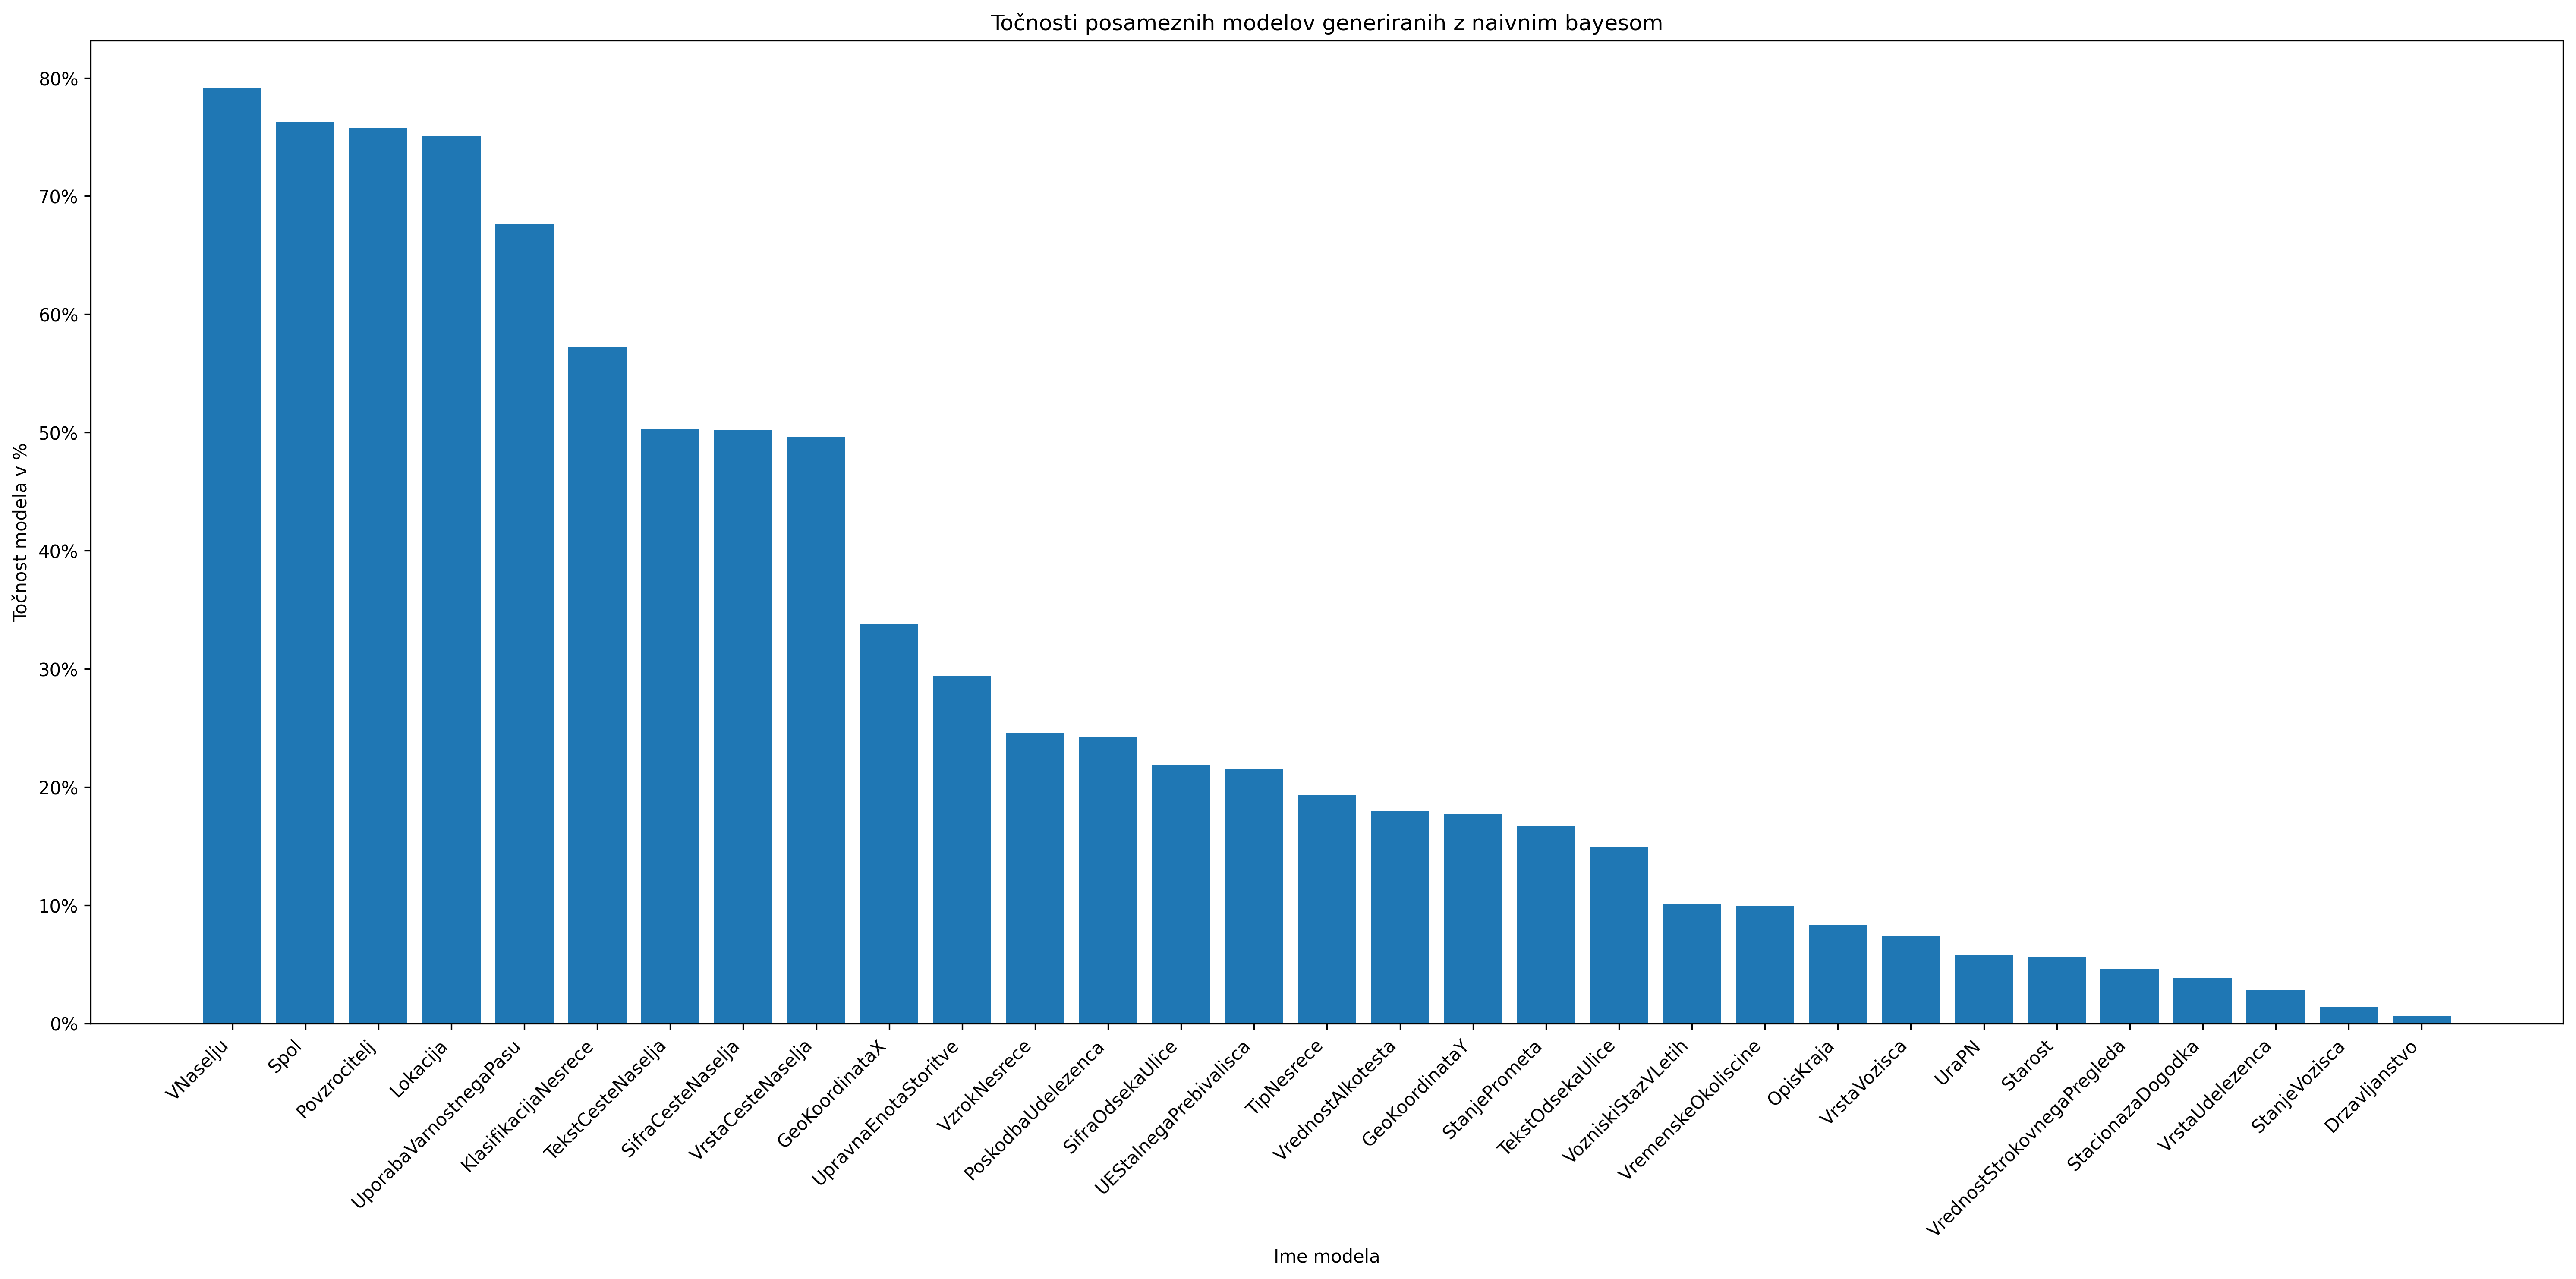 Točnosti posameznih modelov generiranih z naivnim bayesom
Točnost modela v %
80%
70%
60%
50%
40%
30%
20%
10%
0%
VNaselju
Spol
Povzrocitelj
Lokacija
UporabaVarnostnegaPasu
KlasifikacijaNesrece
TekstCesteNaselja
SifraCesteNaselja
VrstaCesteNaselja
GeoKoordinataX
UpravnaEnotaStoritve
VzrokNesrece
PoskodbaUdelezenca
SifraOdsekaUlice
UEStalnegaPrebivalisca
TipNesrece
VrednostAlkotesta
GeoKoordinataY
StanjePrometa
TekstOdsekaUlice
VozniskiStazVLetih
VremenskeOkoliscine
OpisKraja
VrstaVozisca
UraPN
Starost
VrednostStrokovnegaPregleda
StacionazaDogodka
VrstaUdelezenca
StanjeVozisca
Drzavljanstvo
Ime modela